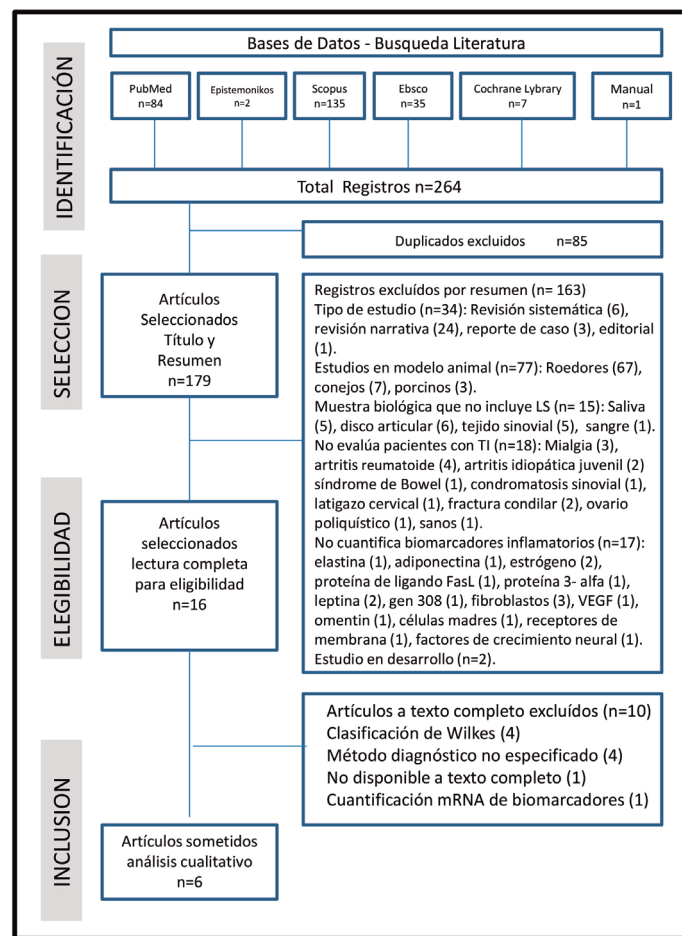 IDENTIFICACIÓN
Bases de Datos - Busqueda Literatura
PubMed
n=84
Epistemonikos
n=2
Scopus
n=135
Ebsco
n=35
Cochrane Lybrary
n=7
Manual
n=1
Total Registros n=264
Duplicados excluidos n=85
SELECCION
Artículos
Seleccionados
Título y
Resumen
n=179
Registros excluídos por resumen (n= 163)
Tipo de estudio (n=34): Revisión sistemática (6),
revisión narrativa (24), reporte de caso (3), editorial
(1).
Estudios en modelo animal (n=77): Roedores (67),
conejos (7), porcinos (3).
Muestra biológica que no incluye LS (n= 15): Saliva
(5), disco articular (6), tejido sinovial (5), sangre (1).
No evalúa pacientes con TI (n=18): Mialgia (3),
artritis reumatoide (4), artritis idiopática juvenil (2)
síndrome de Bowel (1), condromatosis sinovial (1),
latigazo cervical (1), fractura condilar (2), ovario
poliquístico (1), sanos (1).
No cuantifica biomarcadores inflamatorios (n=17):
elastina (1), adiponectina (1), estrógeno (2),
proteína de ligando FasL (1), proteína 3- alfa (1),
leptina (2), gen 308 (1), fibroblastos (3), VEGF (1),
omentin (1), células madres (1), receptores de
membrana (1), factores de crecimiento neural (1).
Estudio en desarrollo (n=2).
ELEGIBILIDAD
Artículos
seleccionados
lectura completa
para eligibilidad
n=16
Artículos a texto completo excluídos (n=10)
Clasificación de Wilkes (4)
Método diagnóstico no especificado (4)
No disponible a texto completo (1)
Cuantificación mRNA de biomarcadores (1)
INCLUSION
Artículos sometidos
análisis cualitativo
n=6